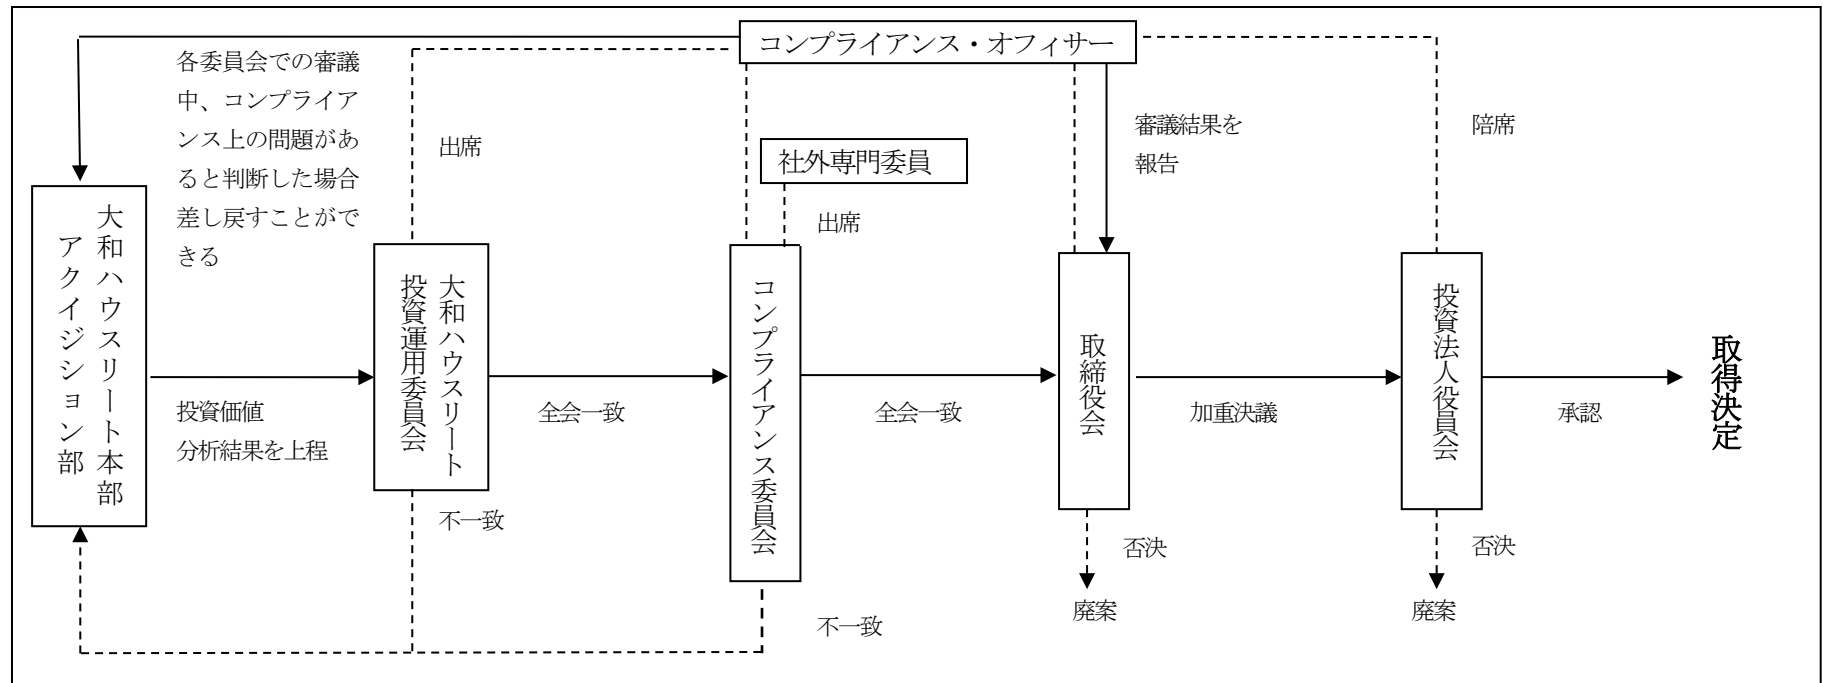 コンプライアンス・オフィサー
各委員会での審議
中、コンプライア
ンス上の問題があ
ると判断した場合
差し戻すことがで
きる
出席
社外専門委員
出席
審議結果を
報告
陪席
大和ハウスリート本部
アクイジション部
投資価値
分析結果を上程
大和ハウスリート
投資運用委員会
全会一致
不一致
コンプライアンス委員会
全会一致
不一致
取締役会
加重決議
否決
廃案
投資法人役員会
承認
否決
廃案
取得決定